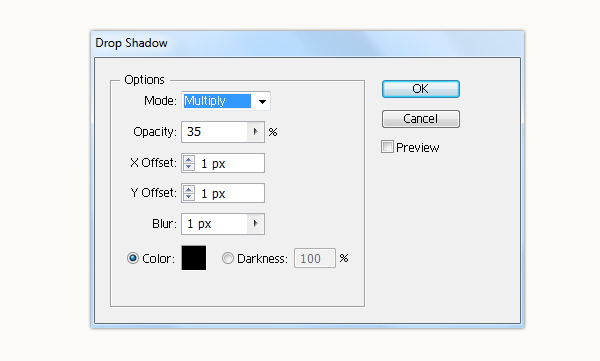 Drop Shadow
Options
Mode: Multiply
OK
Opacity: 35 %
Cancel
Preview
X Offset: 1 px
Y Offset: 1 px
Blur: 1 px
Color: Darkness: 100 %